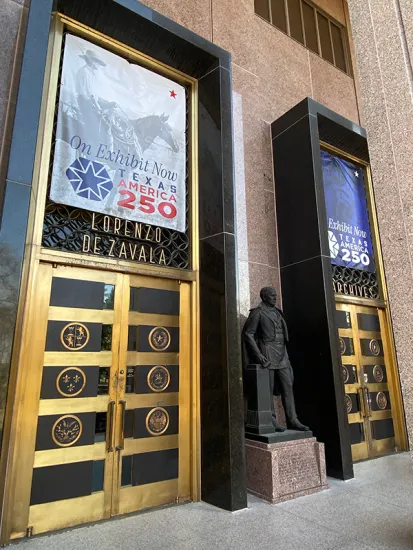 On Exhibit Now
TEXAS
AMERICA
250
LORENZO
DE ZAVALA
Exhibit Now
TEXAS
AMERICA
250
ARCHIVES